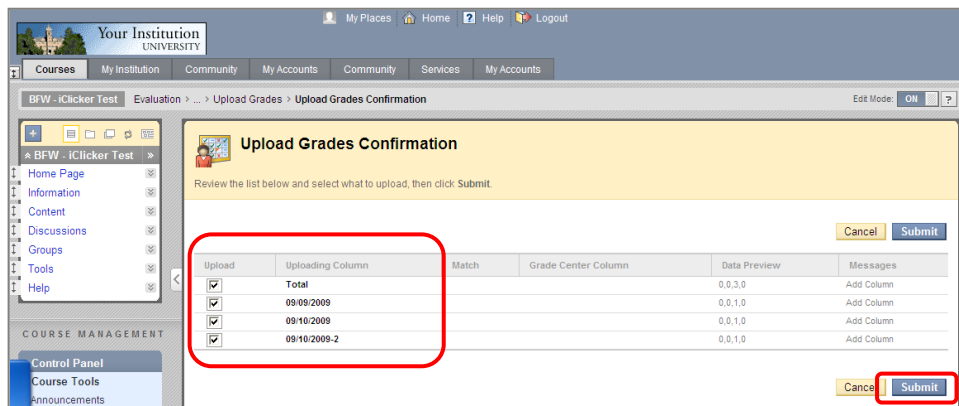 My Places Home ? Help Logout
Your Institution
UNIVERSITY
Courses My Institution Community My Accounts Community Services My Accounts
BFW - iClicker Test Evaluation > ... > Upload Grades > Upload Grades Confirmation Edit Mode: ON ?
+
BFW - iClicker Test »
Home Page
Information
Content
Discussions
Groups
Tools
Help
COURSE MANAGEMENT
Control Panel
Course Tools
Announcements
Upload Grades Confirmation
Review the list below and select what to upload, then click Submit.
Cancel Submit
Upload Uploading Column Match Grade Center Column Data Preview Messages
Total 0,0,3,0 Add Column
09/09/2009 0,0,1,0 Add Column
09/10/2009 0,0,1,0 Add Column
09/10/2009-2 0,0,1,0 Add Column
Cancel Submit